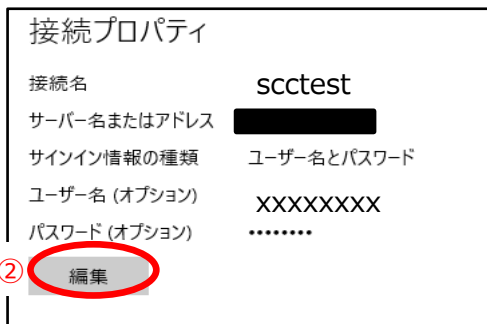 接続プロパティ
接続名 scctest
サーバー名またはアドレス
サインイン情報の種類 ユーザー名とパスワード
ユーザー名 (オプション) xxxxxxxx
パスワード (オプション) ••••••••
② 編集